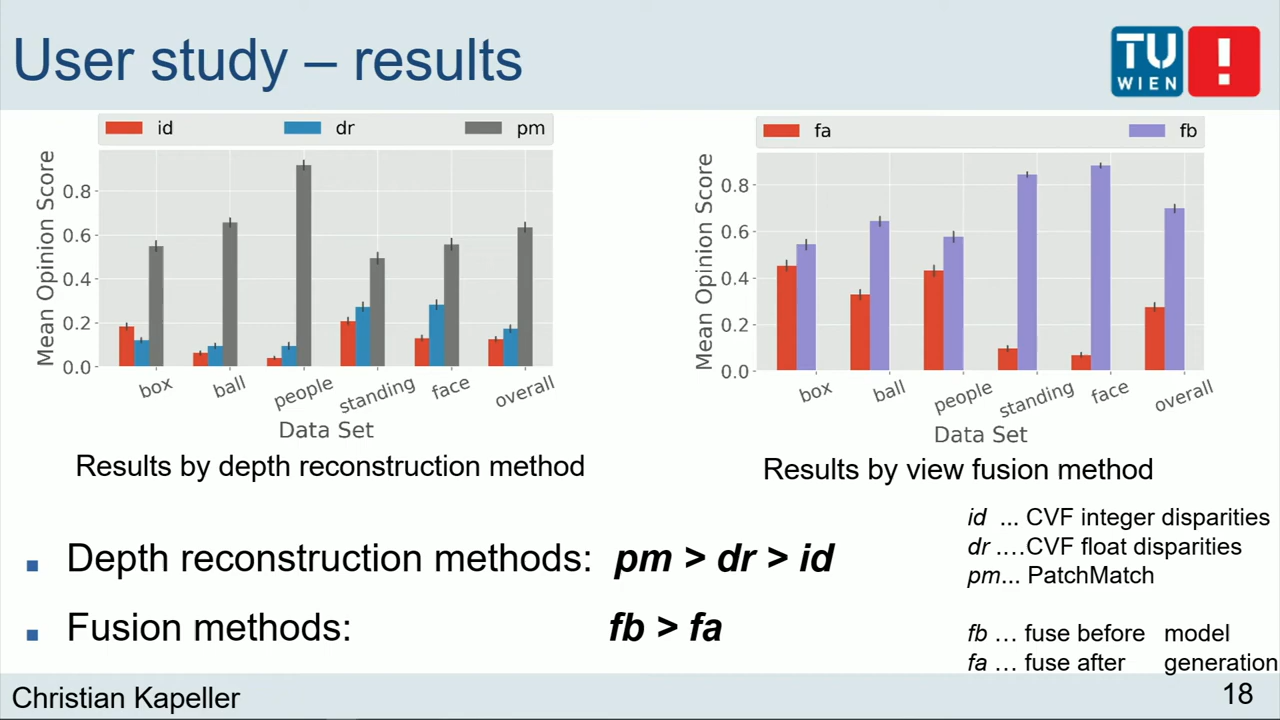 User study – results
TU
WIEN
!
id dr pm
Mean Opinion Score
0.8
0.6
0.4
0.2
0.0
box ball people standing face overall
Data Set
Results by depth reconstruction method
fa fb
Mean Opinion Score
0.8
0.6
0.4
0.2
0.0
box ball people standing face overall
Data Set
Results by view fusion method
▪ Depth reconstruction methods: pm > dr > id
▪ Fusion methods: fb > fa
id ... CVF integer disparities
dr ....CVF float disparities
pm... PatchMatch
fb … fuse before model
fa … fuse after generation
Christian Kapeller
18